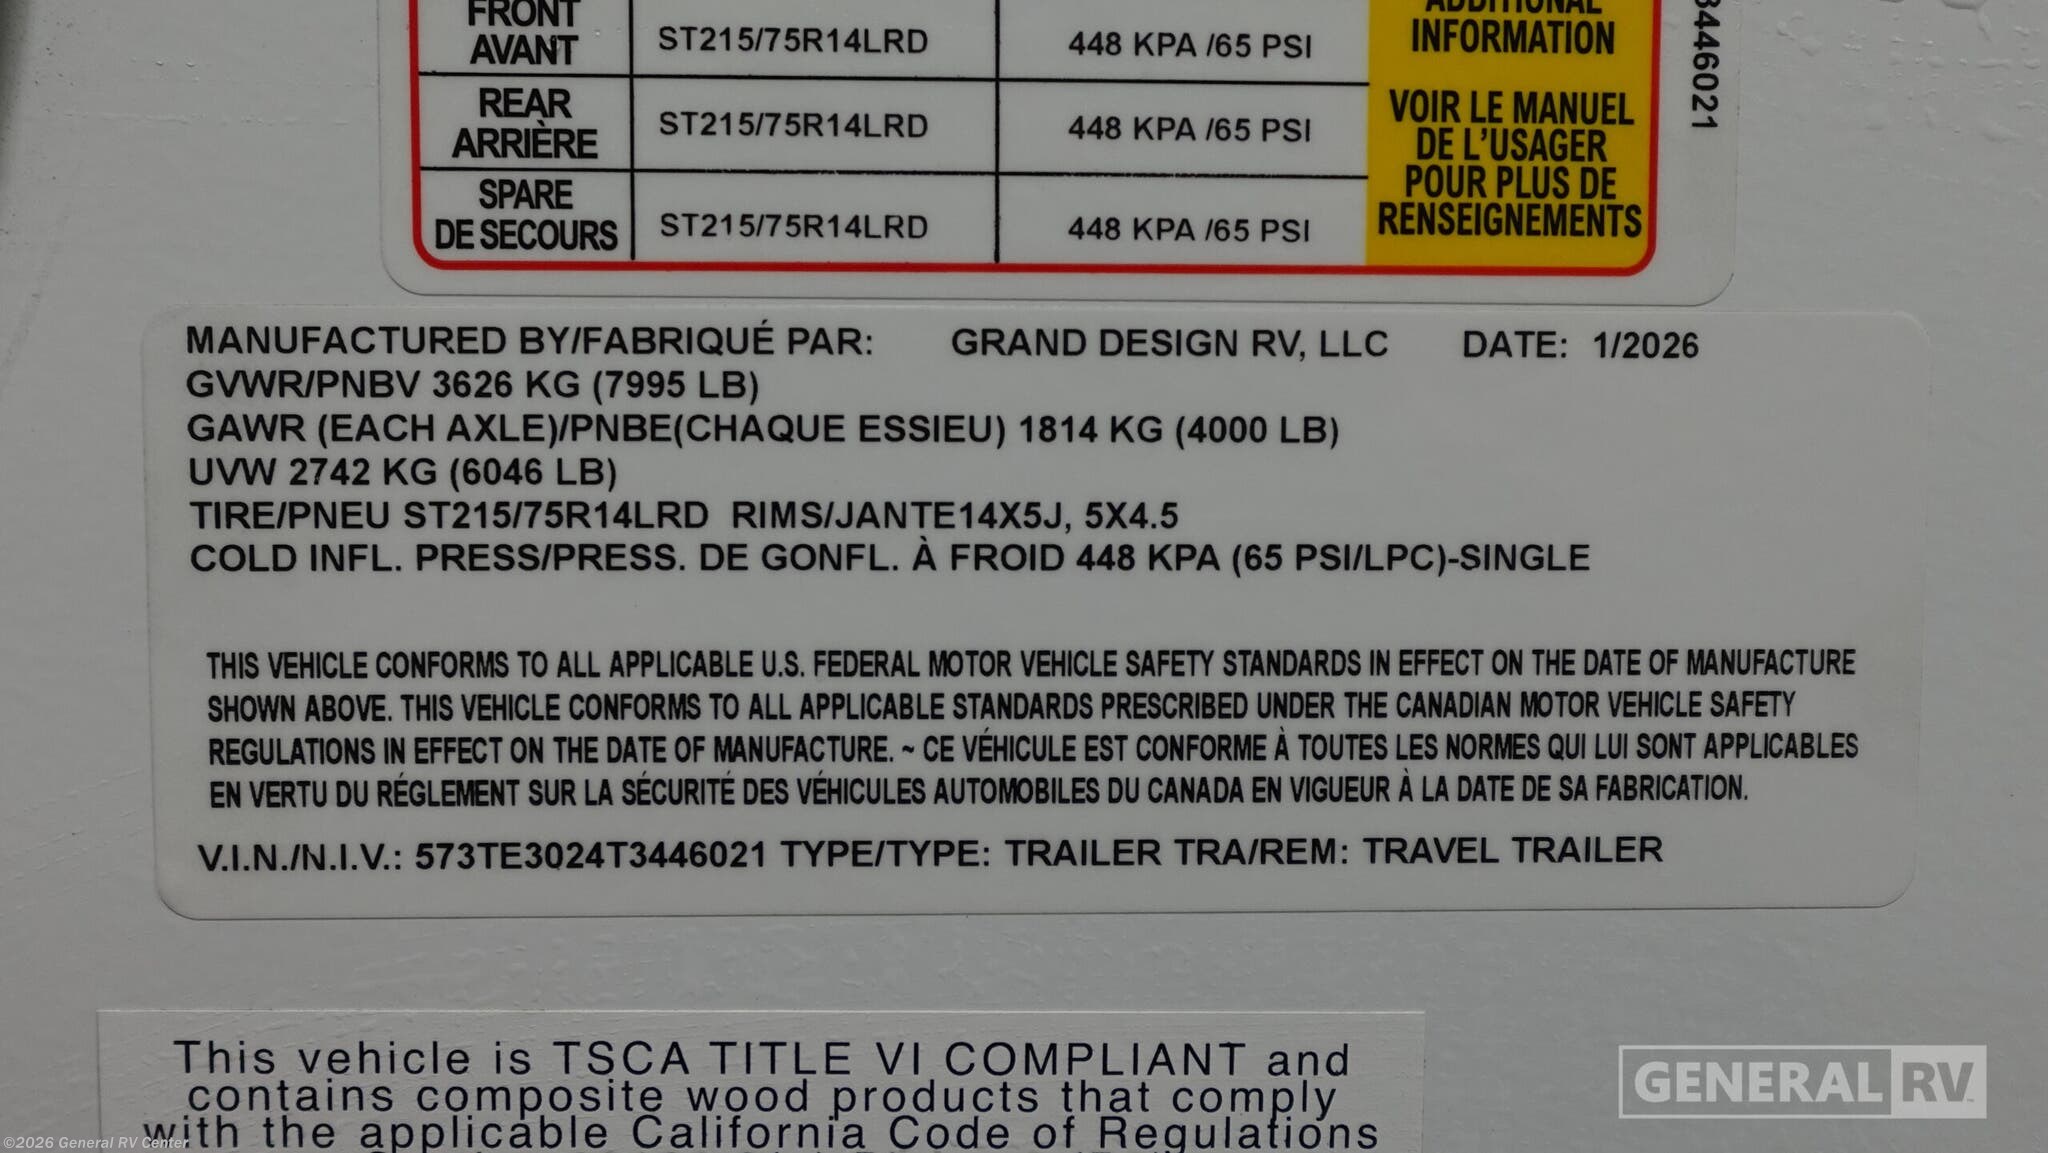 FRONT
AVANT
ST215/75R14LRD
448 KPA /65 PSI
REAR
ARRIÈRE
ST215/75R14LRD
448 KPA /65 PSI
SPARE
DE SECOURS
ST215/75R14LRD
448 KPA /65 PSI
ADDITIONAL
INFORMATION
VOIR LE MANUEL
DE L'USAGER
POUR PLUS DE
RENSEIGNEMENTS
3446021
MANUFACTURED BY/FABRIQUÉ PAR: GRAND DESIGN RV, LLC DATE: 1/2026
GVWR/PNBV 3626 KG (7995 LB)
GAWR (EACH AXLE)/PNBE(CHAQUE ESSIEU) 1814 KG (4000 LB)
UVW 2742 KG (6046 LB)
TIRE/PNEU ST215/75R14LRD RIMS/JANTE14X5J, 5X4.5
COLD INFL. PRESS/PRESS. DE GONFL. À FROID 448 KPA (65 PSI/LPC)-SINGLE
THIS VEHICLE CONFORMS TO ALL APPLICABLE U.S. FEDERAL MOTOR VEHICLE SAFETY STANDARDS IN EFFECT ON THE DATE OF MANUFACTURE
SHOWN ABOVE. THIS VEHICLE CONFORMS TO ALL APPLICABLE STANDARDS PRESCRIBED UNDER THE CANADIAN MOTOR VEHICLE SAFETY
REGULATIONS IN EFFECT ON THE DATE OF MANUFACTURE. ~ CE VÉHICULE EST CONFORME À TOUTES LES NORMES QUI LUI SONT APPLICABLES
EN VERTU DU RÉGLEMENT SUR LA SÉCURITÉ DES VÉHICULES AUTOMOBILES DU CANADA EN VIGUEUR À LA DATE DE SA FABRICATION.
V.I.N./N.I.V.: 573TE3024T3446021 TYPE/TYPE: TRAILER TRA/REM: TRAVEL TRAILER
This vehicle is TSCA TITLE VI COMPLIANT and
contains composite wood products that comply
with the applicable California Code of Regulations
GENERAL RV
©2026 General RV Center